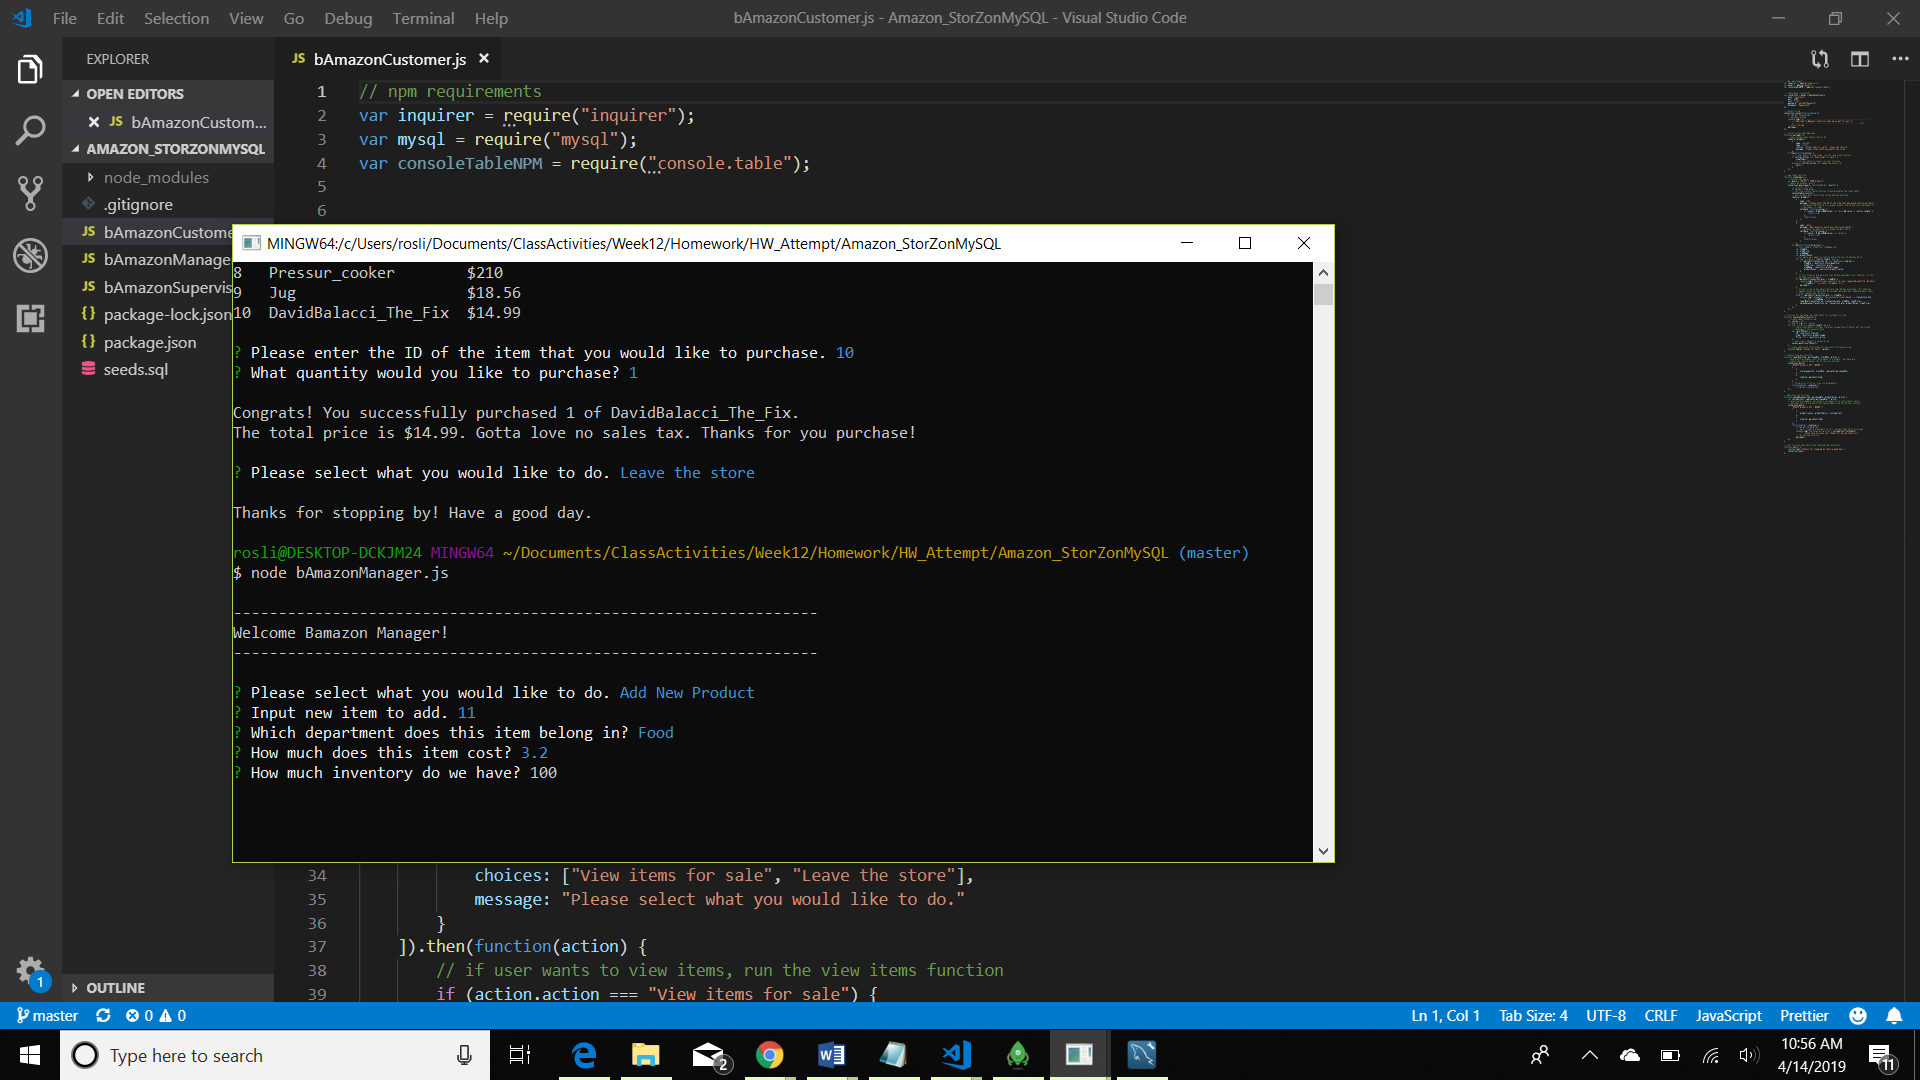 File Edit Selection View Go Debug Terminal Help
bAmazonCustomer.js - Amazon_StorZonMySQL - Visual Studio Code
EXPLORER
OPEN EDITORS
JS bAmazonCustom...
AMAZON_STORZONMYSQL
node_modules
.gitignore
JS bAmazonCustome
JS bAmazonManage
JS bAmazonSupervis
{} package-lock.json
{} package.json
seeds.sql
OUTLINE
JS bAmazonCustomer.js
1 // npm requirements
2 var inquirer = require("inquirer");
3 var mysql = require("mysql");
4 var consoleTableNPM = require("console.table");
5
6
MINGW64:/c/Users/rosli/Documents/ClassActivities/Week12/Homework/HW_Attempt/Amazon_StorZonMySQL
8 Pressur_cooker $210
9 Jug $18.56
10 DavidBalacci_The_Fix $14.99
? Please enter the ID of the item that you would like to purchase. 10
? What quantity would you like to purchase? 1
Congrats! You successfully purchased 1 of DavidBalacci_The_Fix.
The total price is $14.99. Gotta love no sales tax. Thanks for you purchase!
? Please select what you would like to do. Leave the store
Thanks for stopping by! Have a good day.
rosli@DESKTOP-DCKJM24 MINGW64 ~/Documents/ClassActivities/Week12/Homework/HW_Attempt/Amazon_StorZonMySQL (master)
$ node bAmazonManager.js
-----------------------------------------------------------------
Welcome Bamazon Manager!
-----------------------------------------------------------------
? Please select what you would like to do. Add New Product
? Input new item to add. 11
? Which department does this item belong in? Food
? How much does this item cost? 3.2
? How much inventory do we have? 100
34 choices: ["View items for sale", "Leave the store"],
35 message: "Please select what you would like to do."
36 }
37 ]).then(function(action) {
38 // if user wants to view items, run the view items function
39 if (action.action === "View items for sale") {
1
master 0 0
Ln 1, Col 1 Tab Size: 4 UTF-8 CRLF JavaScript Prettier
Type here to search
2
10:56 AM
4/14/2019
11